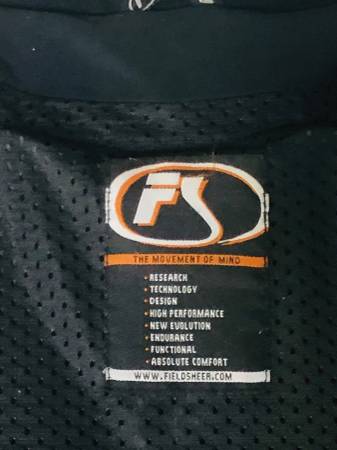 FS
THE MOVEMENT OF MIND
• RESEARCH
• TECHNOLOGY
• DESIGN
• HIGH PERFORMANCE
• NEW EVOLUTION
• ENDURANCE
• FUNCTIONAL
• ABSOLUTE COMFORT
WWW.FIELDSHEER.COM